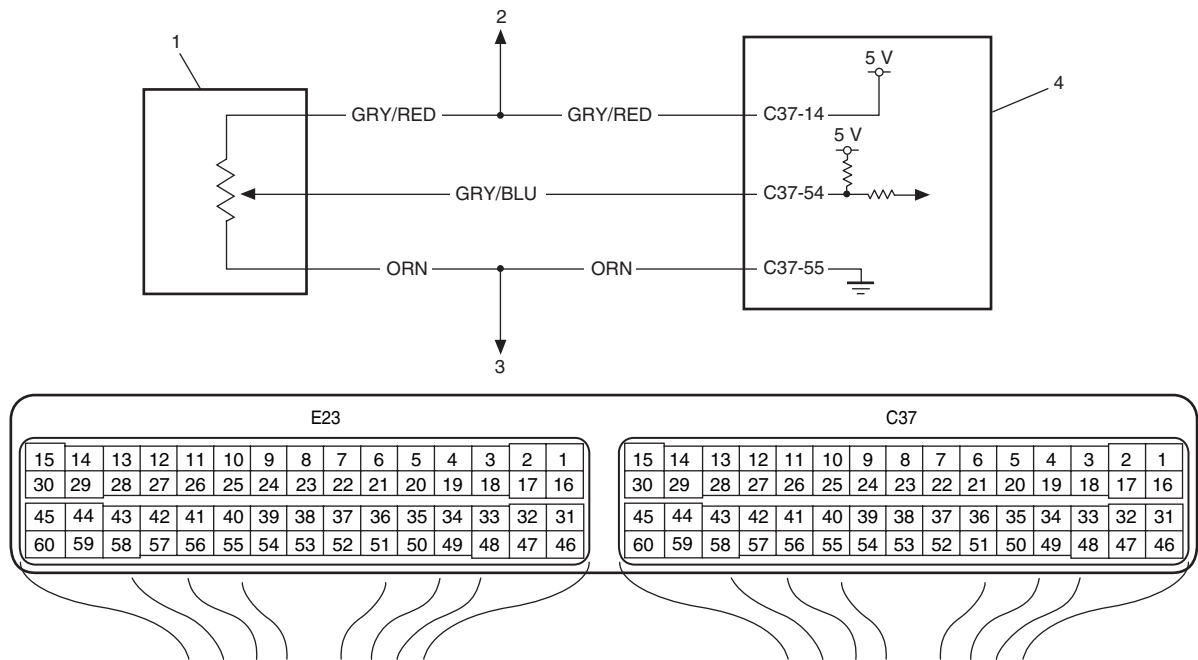 2
1
5 V
4
GRY/RED GRY/RED C37-14
5 V
GRY/BLU C37-54
ORN ORN C37-55
3
E23 C37
15 14 13 12 11 10 9 8 7 6 5 4 3 2 1 15 14 13 12 11 10 9 8 7 6 5 4 3 2 1
30 29 28 27 26 25 24 23 22 21 20 19 18 17 16 30 29 28 27 26 25 24 23 22 21 20 19 18 17 16
45 44 43 42 41 40 39 38 37 36 35 34 33 32 31 45 44 43 42 41 40 39 38 37 36 35 34 33 32 31
60 59 58 57 56 55 54 53 52 51 50 49 48 47 46 60 59 58 57 56 55 54 53 52 51 50 49 48 47 46